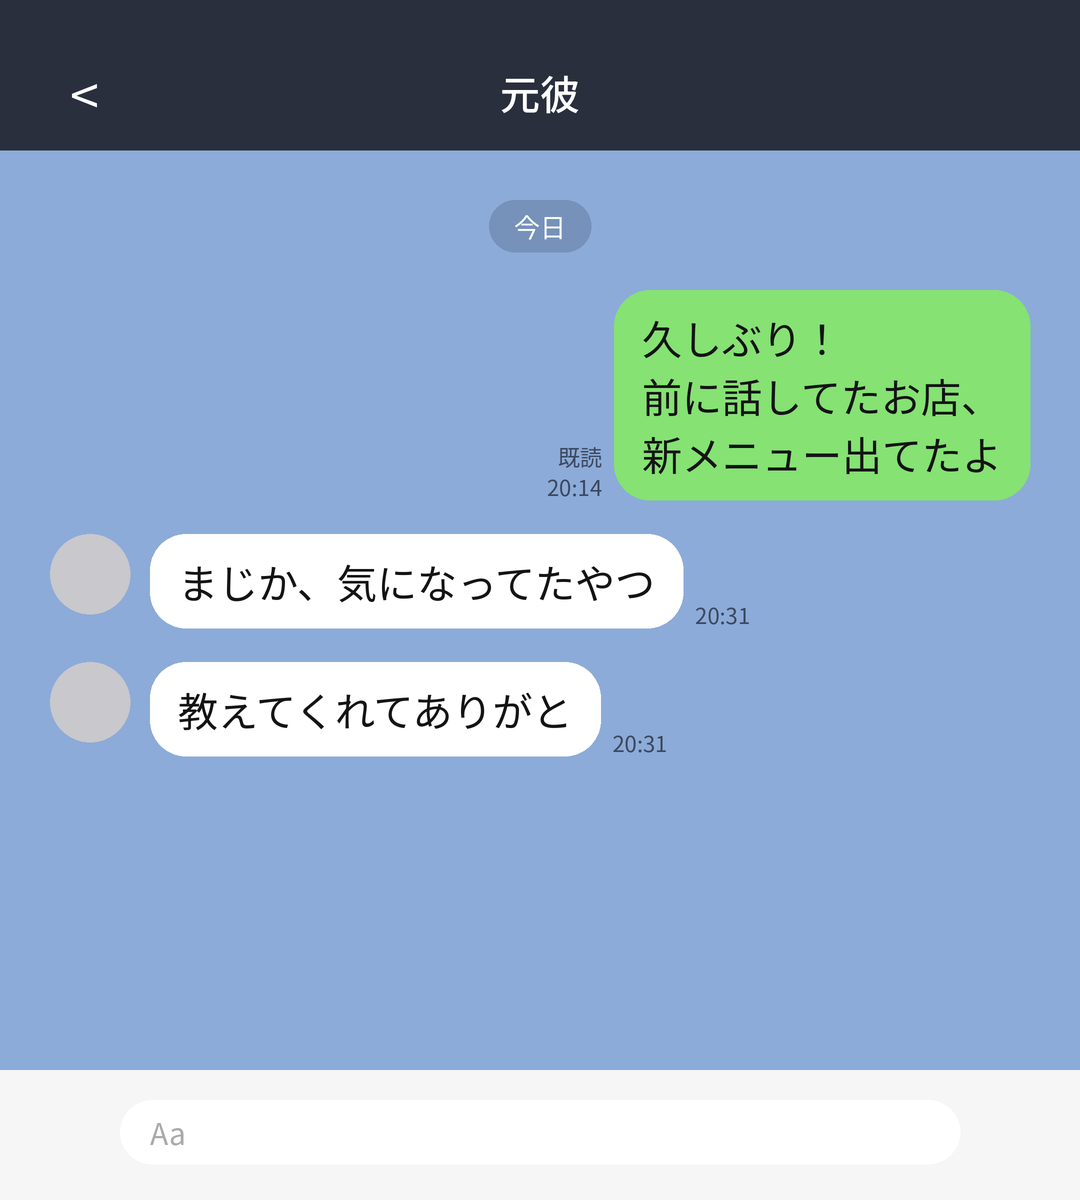 <
元彼
今日
久しぶり！
前に話してたお店、
新メニュー出てたよ
既読
20:14
まじか、気になってたやつ
20:31
教えてくれてありがと
20:31
Aa